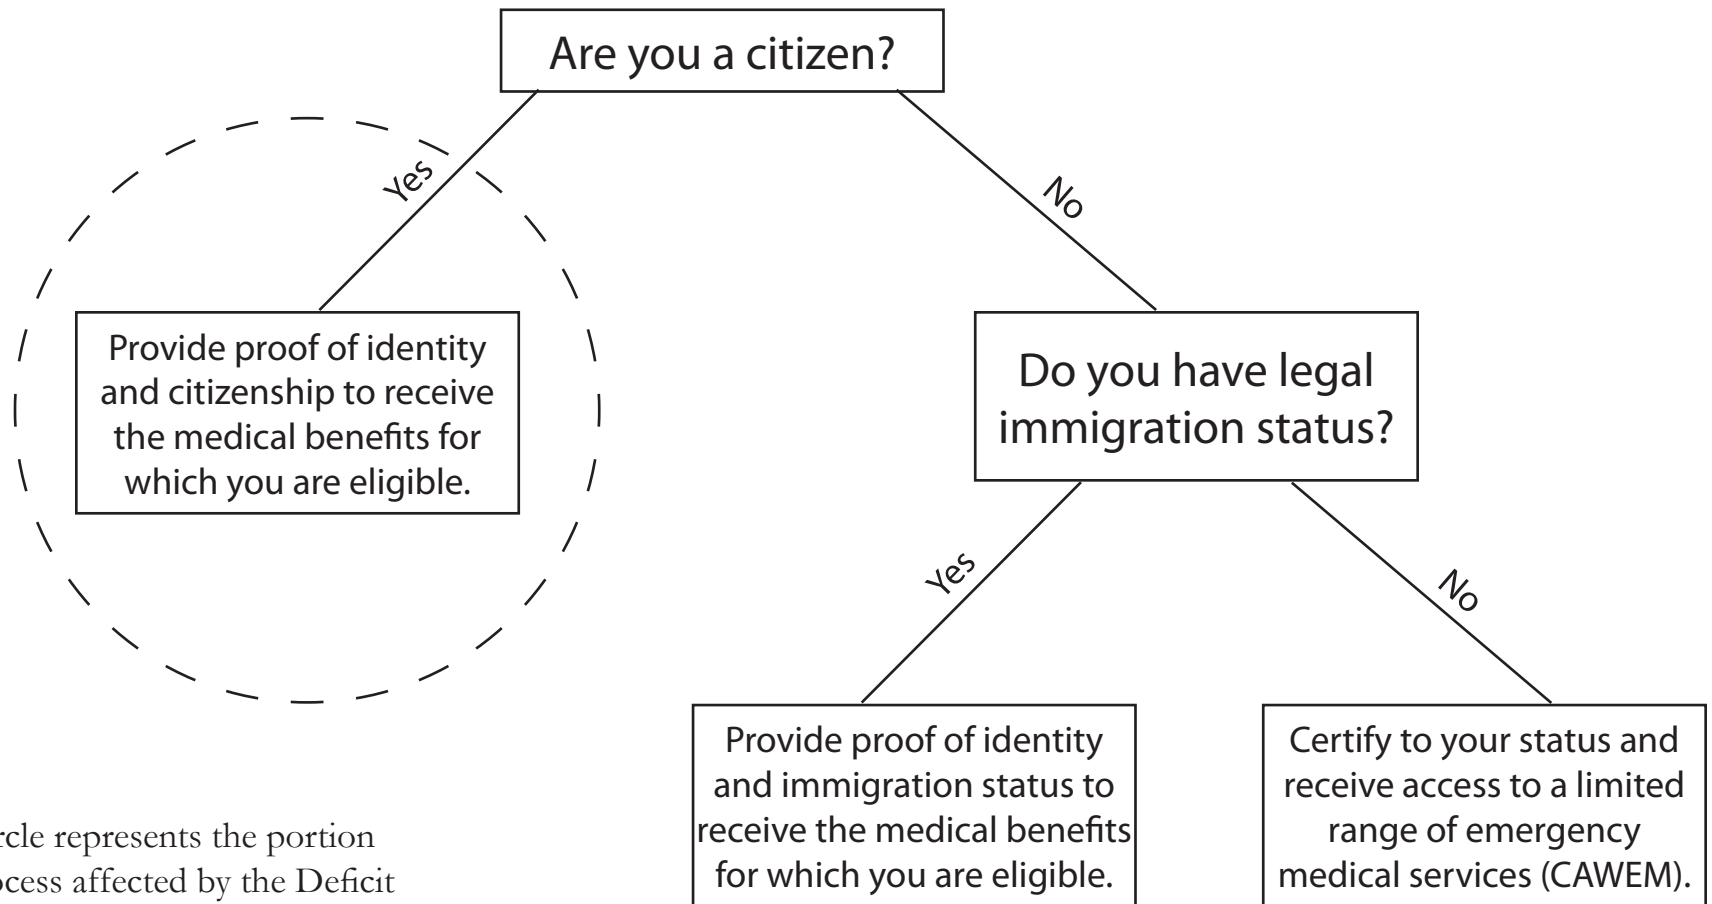 Are you a citizen?
Yes
No
Provide proof of identity
and citizenship to receive
the medical benefits for
which you are eligible.
Do you have legal
immigration status?
Yes
No
Provide proof of identity
and immigration status to
receive the medical benefits
for which you are eligible.
Certify to your status and
receive access to a limited
range of emergency
medical services (CAWEM).
represents the portion
affected by the Deficit